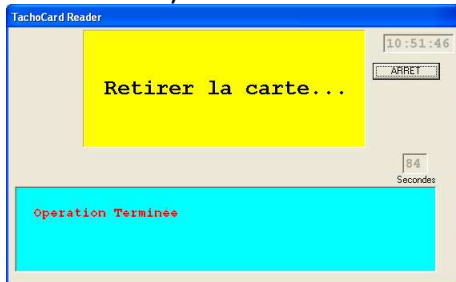 TachoCard Reader
10:51:46
Retirer la carte...
ARRET
84
Secondes
Operation Terminée